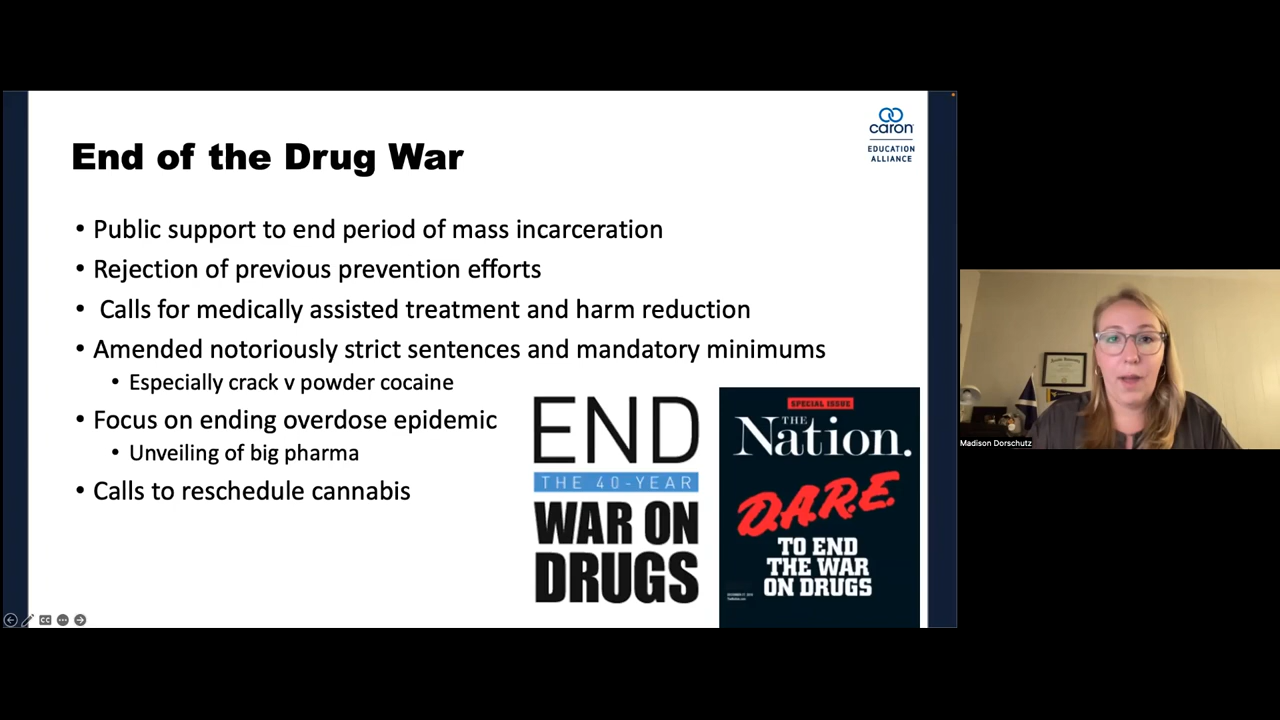 End of the Drug War
caron
EDUCATION
ALLIANCE
• Public support to end period of mass incarceration
• Rejection of previous prevention efforts
• Calls for medically assisted treatment and harm reduction
• Amended notoriously strict sentences and mandatory minimums
• Especially crack v powder cocaine
• Focus on ending overdose epidemic
• Unveiling of big pharma
• Calls to reschedule cannabis
END
THE 40-YEAR
WAR ON
DRUGS
SPECIAL ISSUE
THE
Nation.
D.A.R.E.
TO END
THE WAR
ON DRUGS
Madison Dorschutz
CC